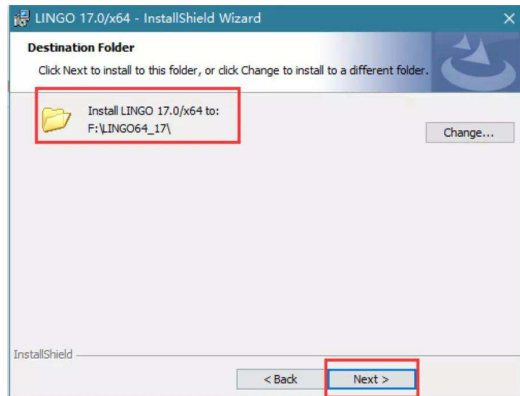 LINGO 17.0/x64 - InstallShield Wizard
Destination Folder
Click Next to install to this folder, or click Change to install to a different folder.
Install LINGO 17.0/x64 to:
F:\LINGO64_17\
Change...
InstallShield
< Back
Next >